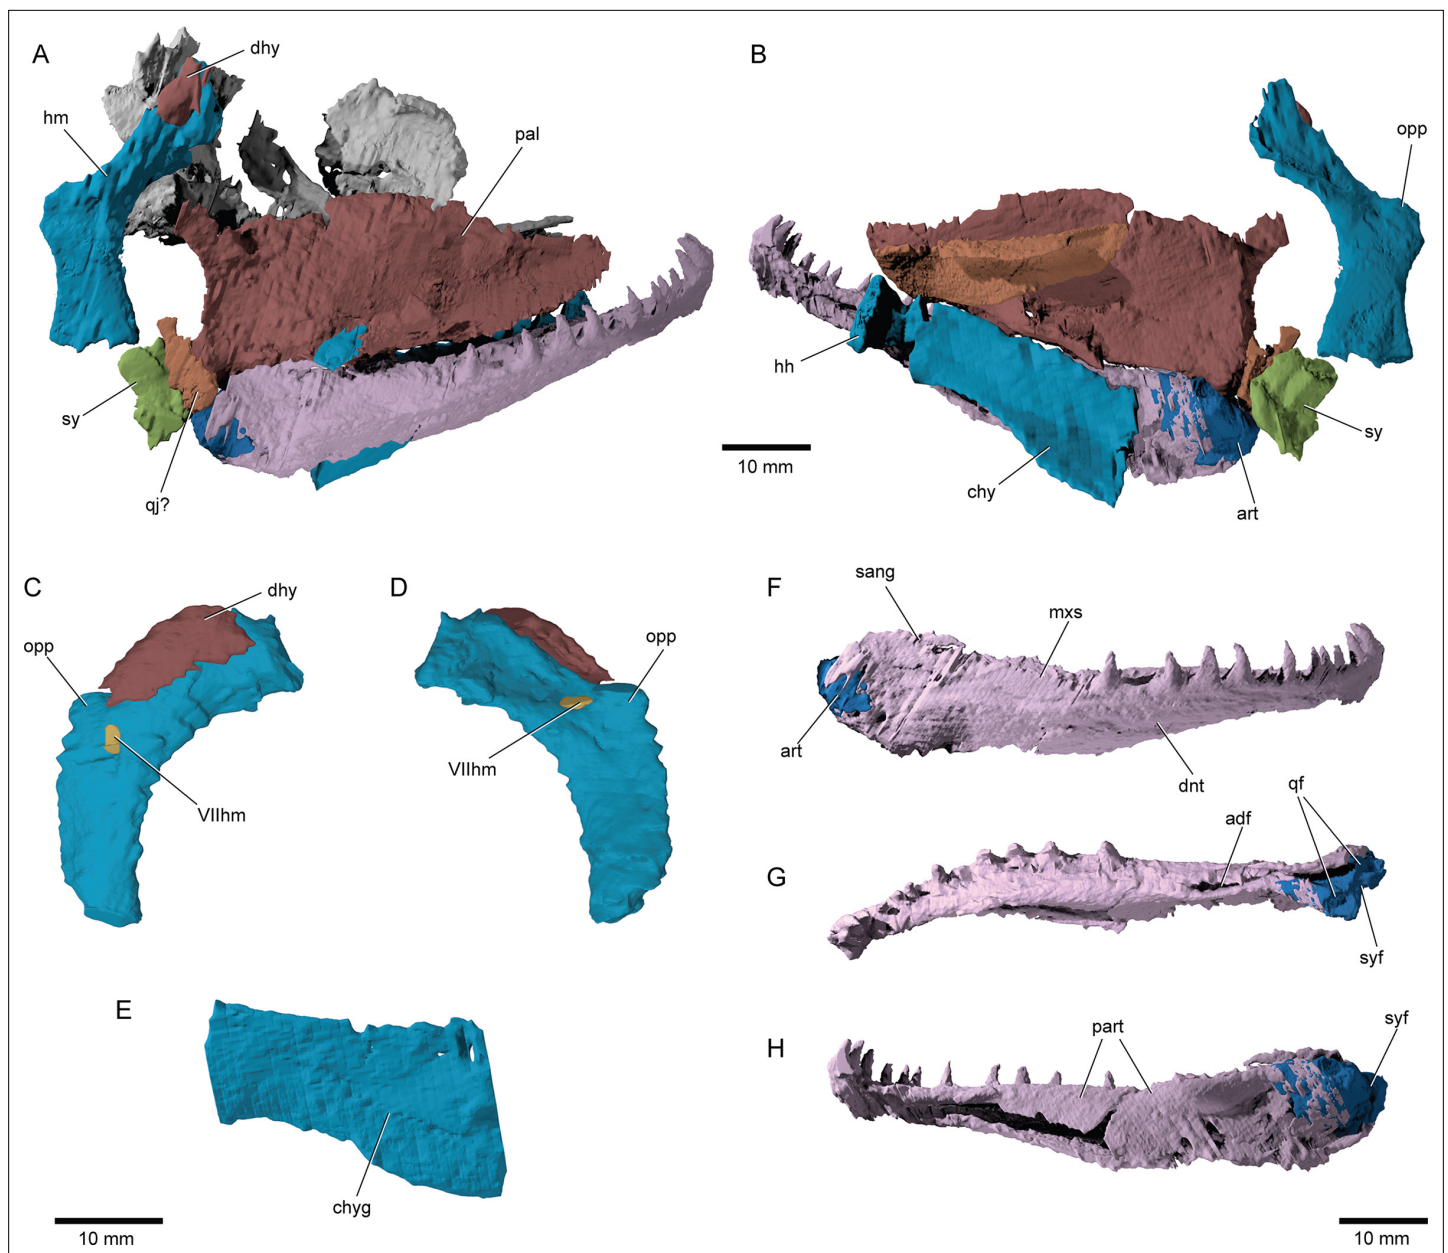 A
dhy
hm
pal
sy
qj?
B
opp
hh
sy
10 mm
chy
art
C
dhy
opp
VIIhm
D
opp
VIIhm
E
chyg
10 mm
F
sang
mxs
art
dnt
qf
adf
G
syf
H
part
syf
10 mm